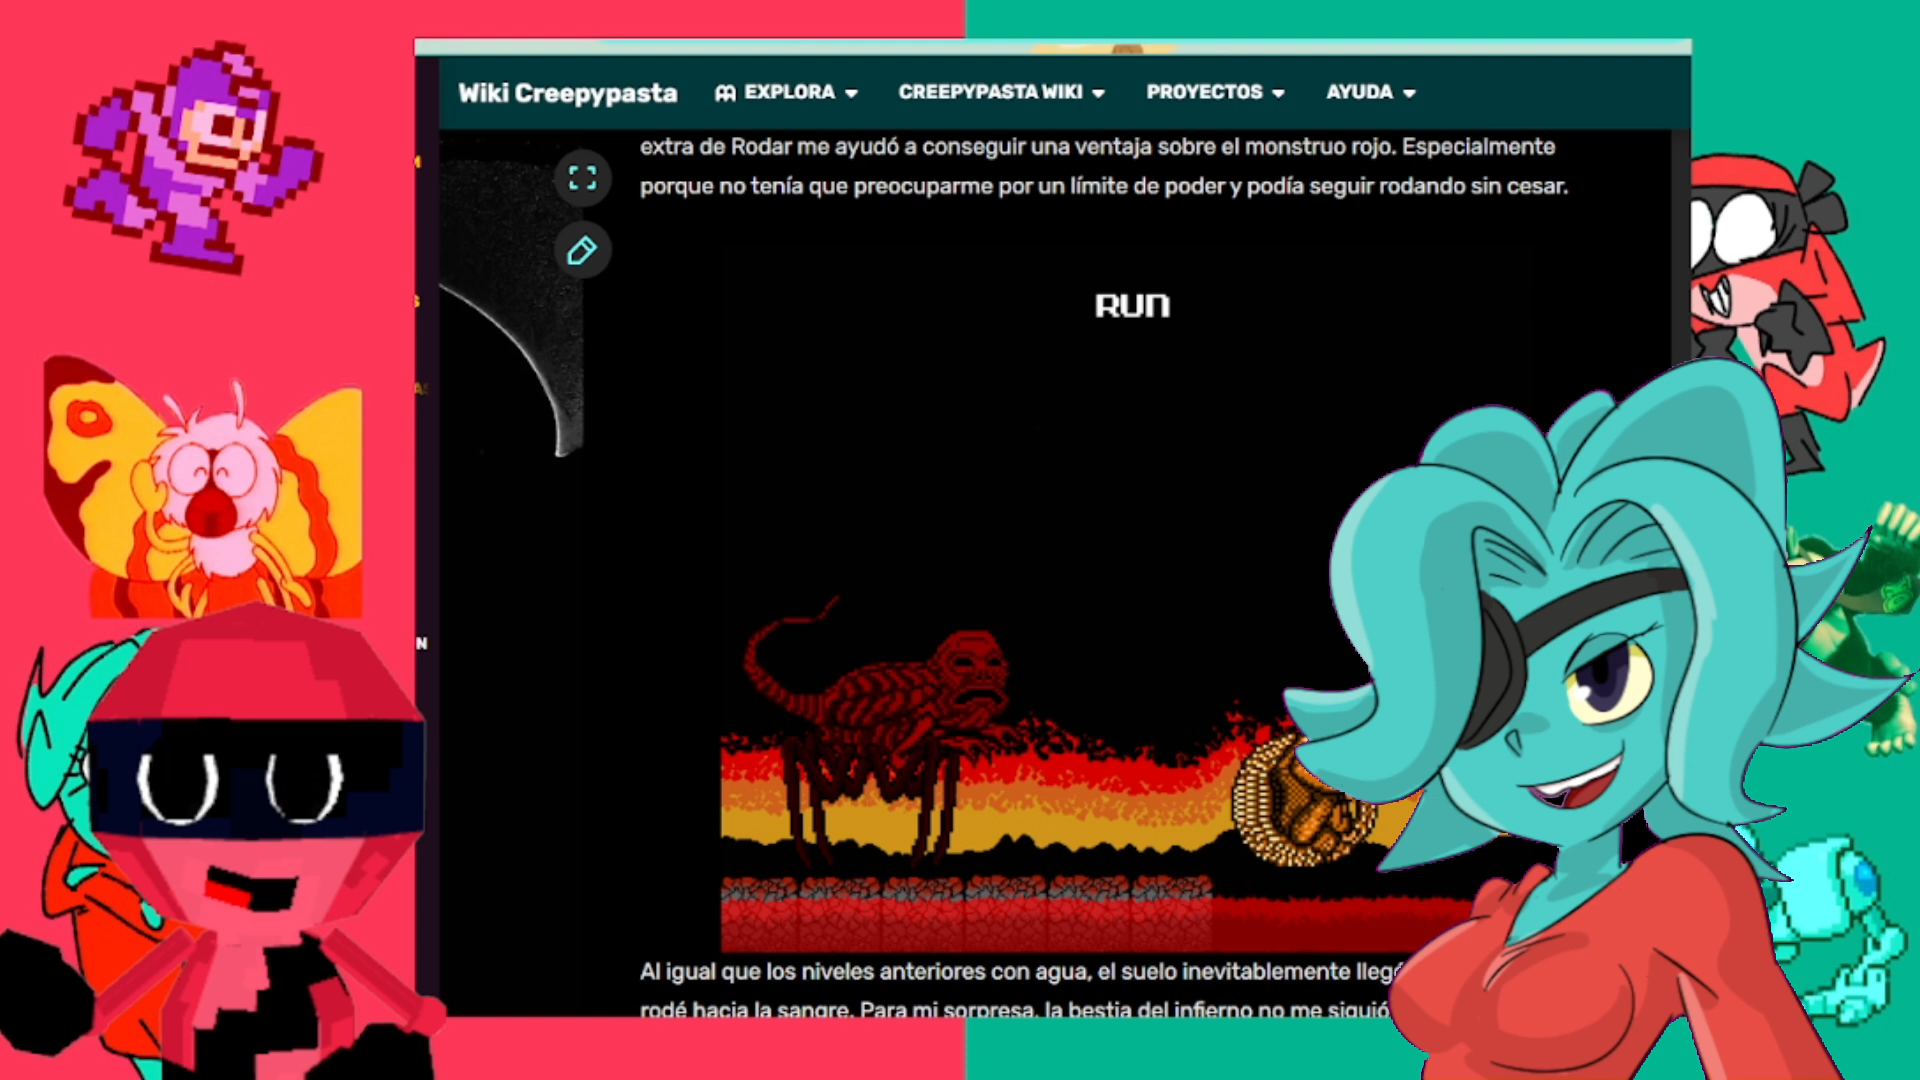 Wiki Creepypasta EXPLORA CREEPYPASTA WIKI PROYECTOS AYUDA
extra de Rodar me ayudó a conseguir una ventaja sobre el monstruo rojo. Especialmente
porque no tenía que preocuparme por un límite de poder y podía seguir rodando sin cesar.
RUN
N
Al igual que los niveles anteriores con agua, el suelo inevitablemente lleg
rodé hacia la sangre. Para mi sorpresa, la bestia del infierno no me siguió